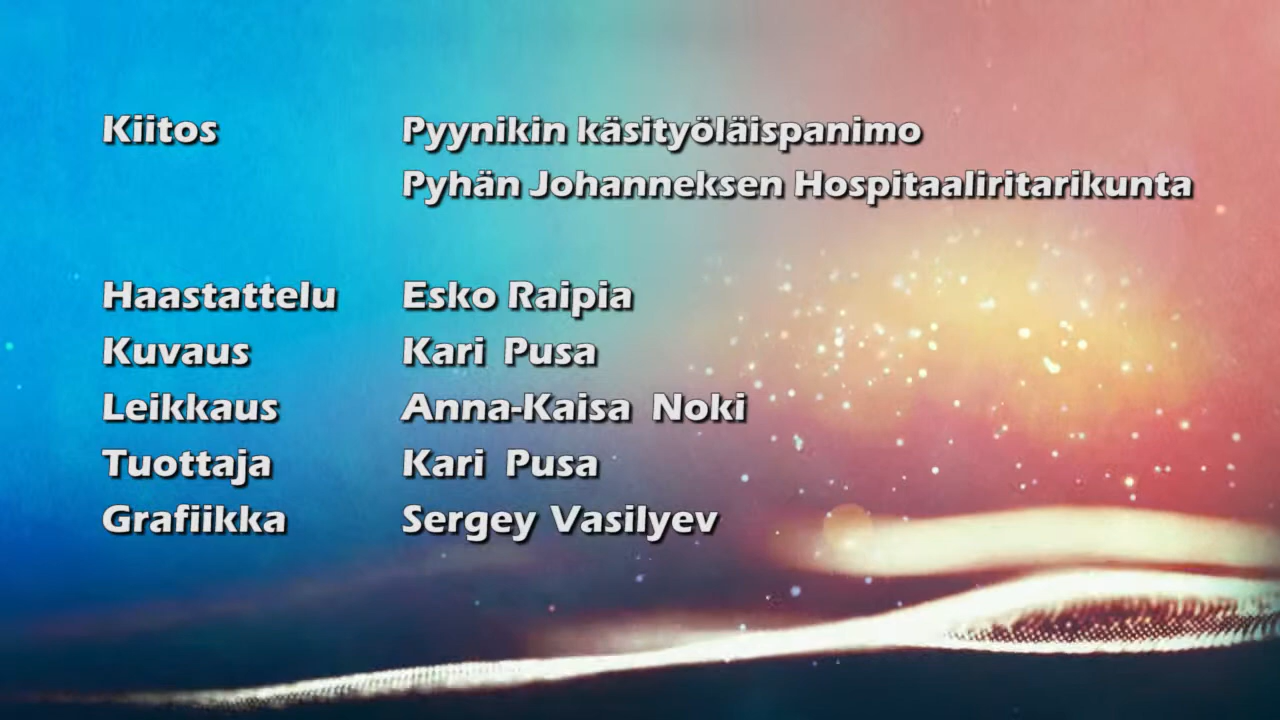 Kiitos Pyynikin käsityöläispanimo
Pyhän Johanneksen Hospitaaliritarikunta
Haastattelu Esko Raipia
Kuvaus Kari Pusa
Leikkaus Anna-Kaisa Noki
Tuottaja Kari Pusa
Grafiikka Sergey Vasilyev